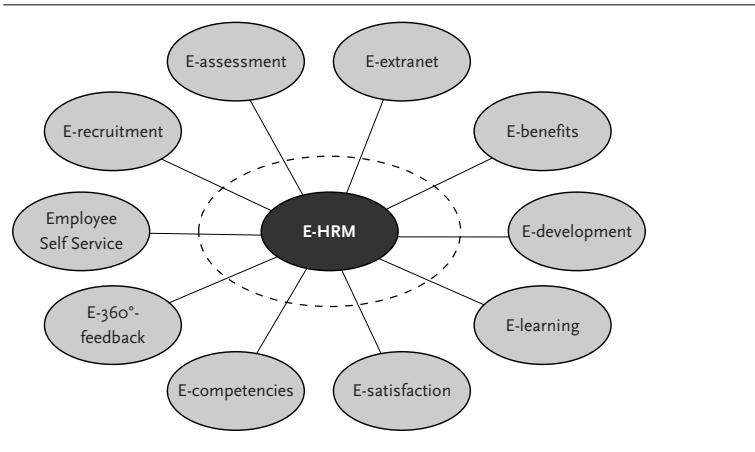 E-assessment
E-extranet
E-recruitment
E-benefits
Employee
Self Service
E-HRM
E-development
E-360°-
feedback
E-learning
E-competencies
E-satisfaction